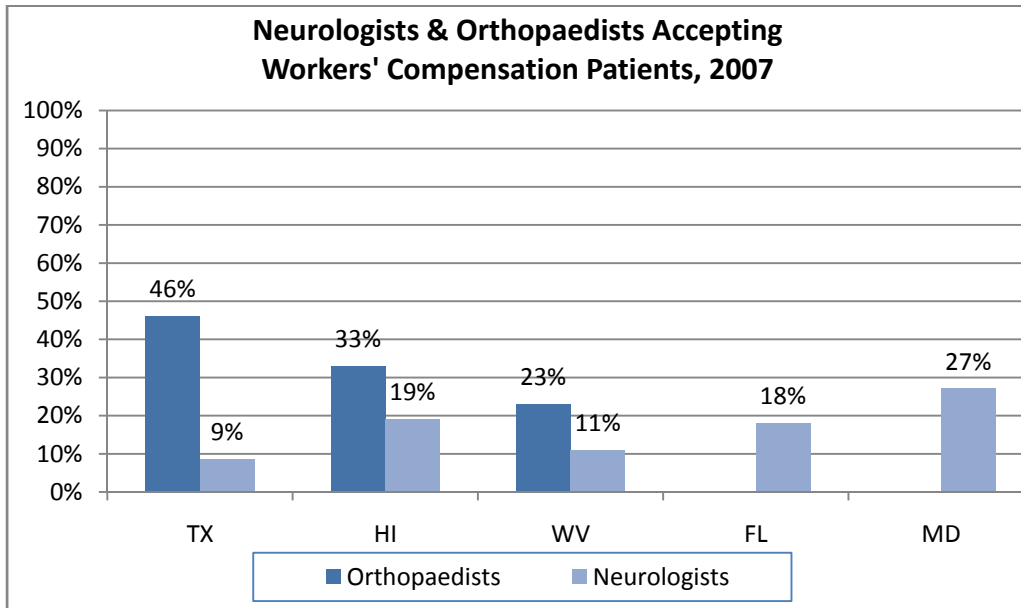 Neurologists & Orthopaedists Accepting
Workers' Compensation Patients, 2007
100%
90%
80%
70%
60%
50%
40%
30%
20%
10%
0%
46%
9%
33%
19%
23%
11%
18%
27%
TX
HI
WV
FL
MD
Orthopaedists
Neurologists